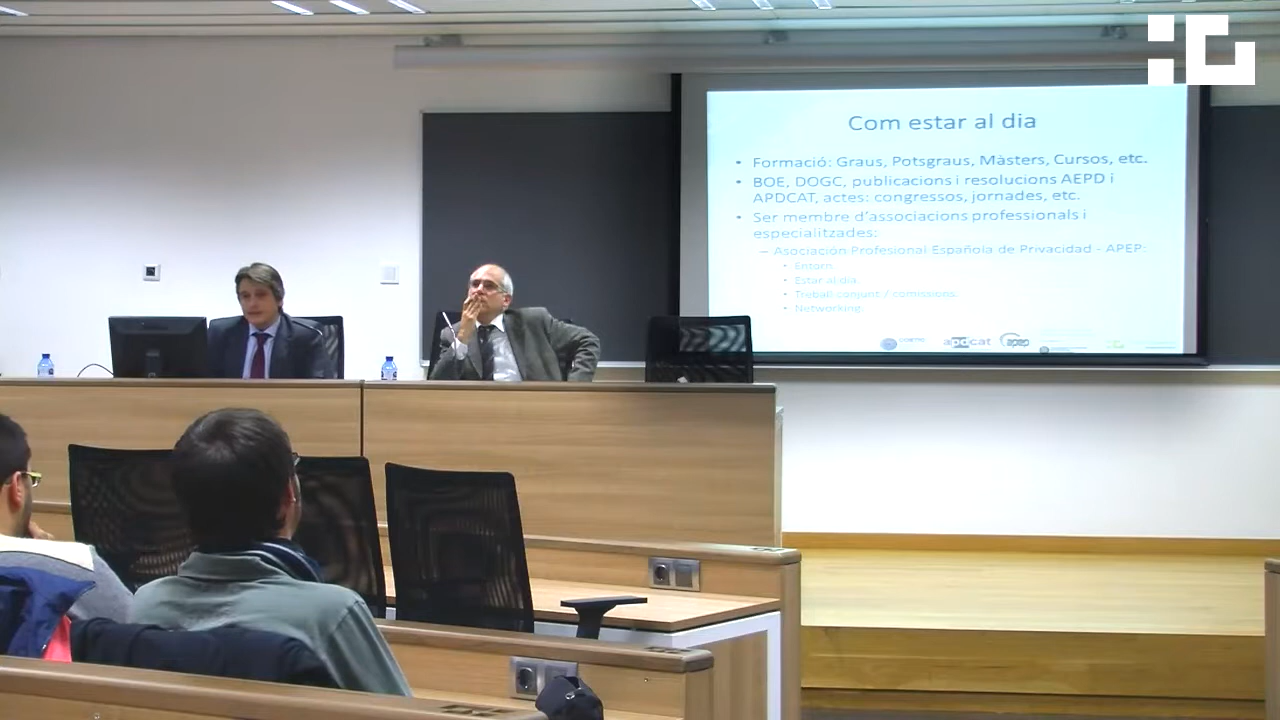 Com estar al dia
• Formació: Graus, Potsgraus, Màsters, Cursos, etc.
• BOE, DOGC, publicacions i resolucions AEPD i
APDCAT, actes: congressos, jornades, etc.
• Ser membre d'associacions professionals i
especialitzades:
– Asociación Profesional Española de Privacidad - APEP:
• Entorn.
• Estar al dia.
• Treball conjunt / comissions.
• Networking.
apdcat apep